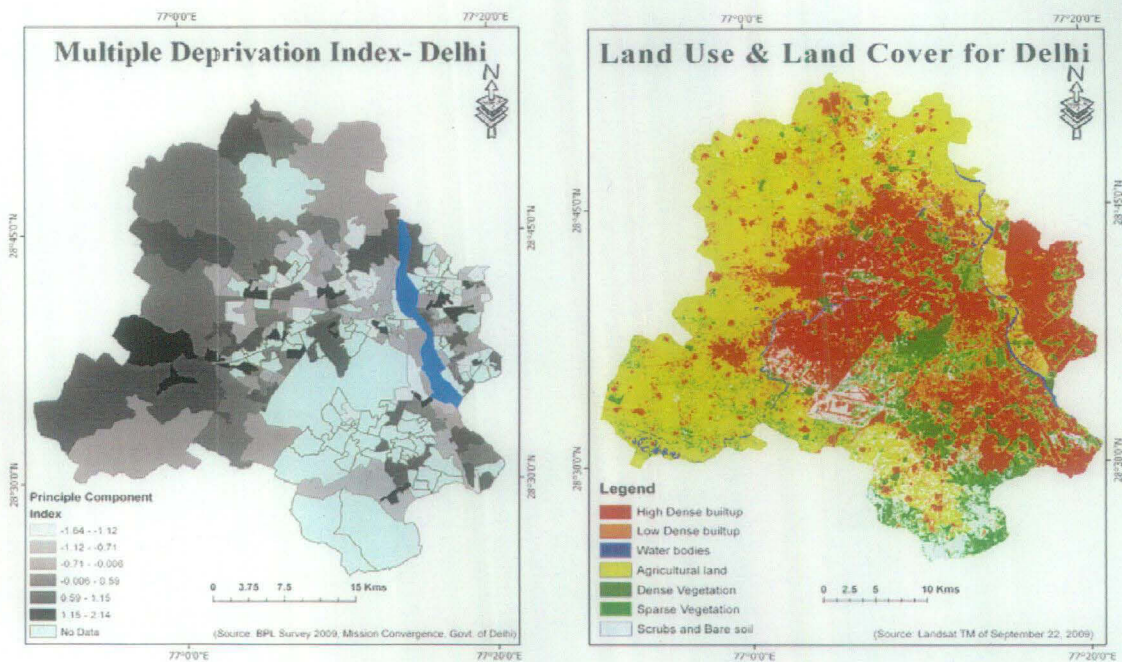 77°0'0"E
77°20'0"E
Multiple Deprivation Index- Delhi
N
28°45'0"N
28°45'0"N
28°30'0"N
28°30'0"N
Principle Component
Index
-1.64 - -1.12
-1.12 - -0.71
-0.71 - -0.006
-0.006 - 0.59
0.59 - 1.15
1.15 - 2.14
No Data
0 3.75 7.5 15 Kms
(Source: BPL Survey 2009, Mission Convergence, Govt. of Delhi)
77°0'0"E
77°20'0"E
77°0'0"E
77°20'0"E
Land Use & Land Cover for Delhi
N
28°45'0"N
28°45'0"N
28°30'0"N
28°30'0"N
Legend
High Dense builtup
Low Dense builtup
Water bodies
Agricultural land
Dense Vegetation
Sparse Vegetation
Scrubs and Bare soil
0 2.5 5 10 Kms
(Source: Landsat TM of September 22, 2009)
77°0'0"E
77°20'0"E